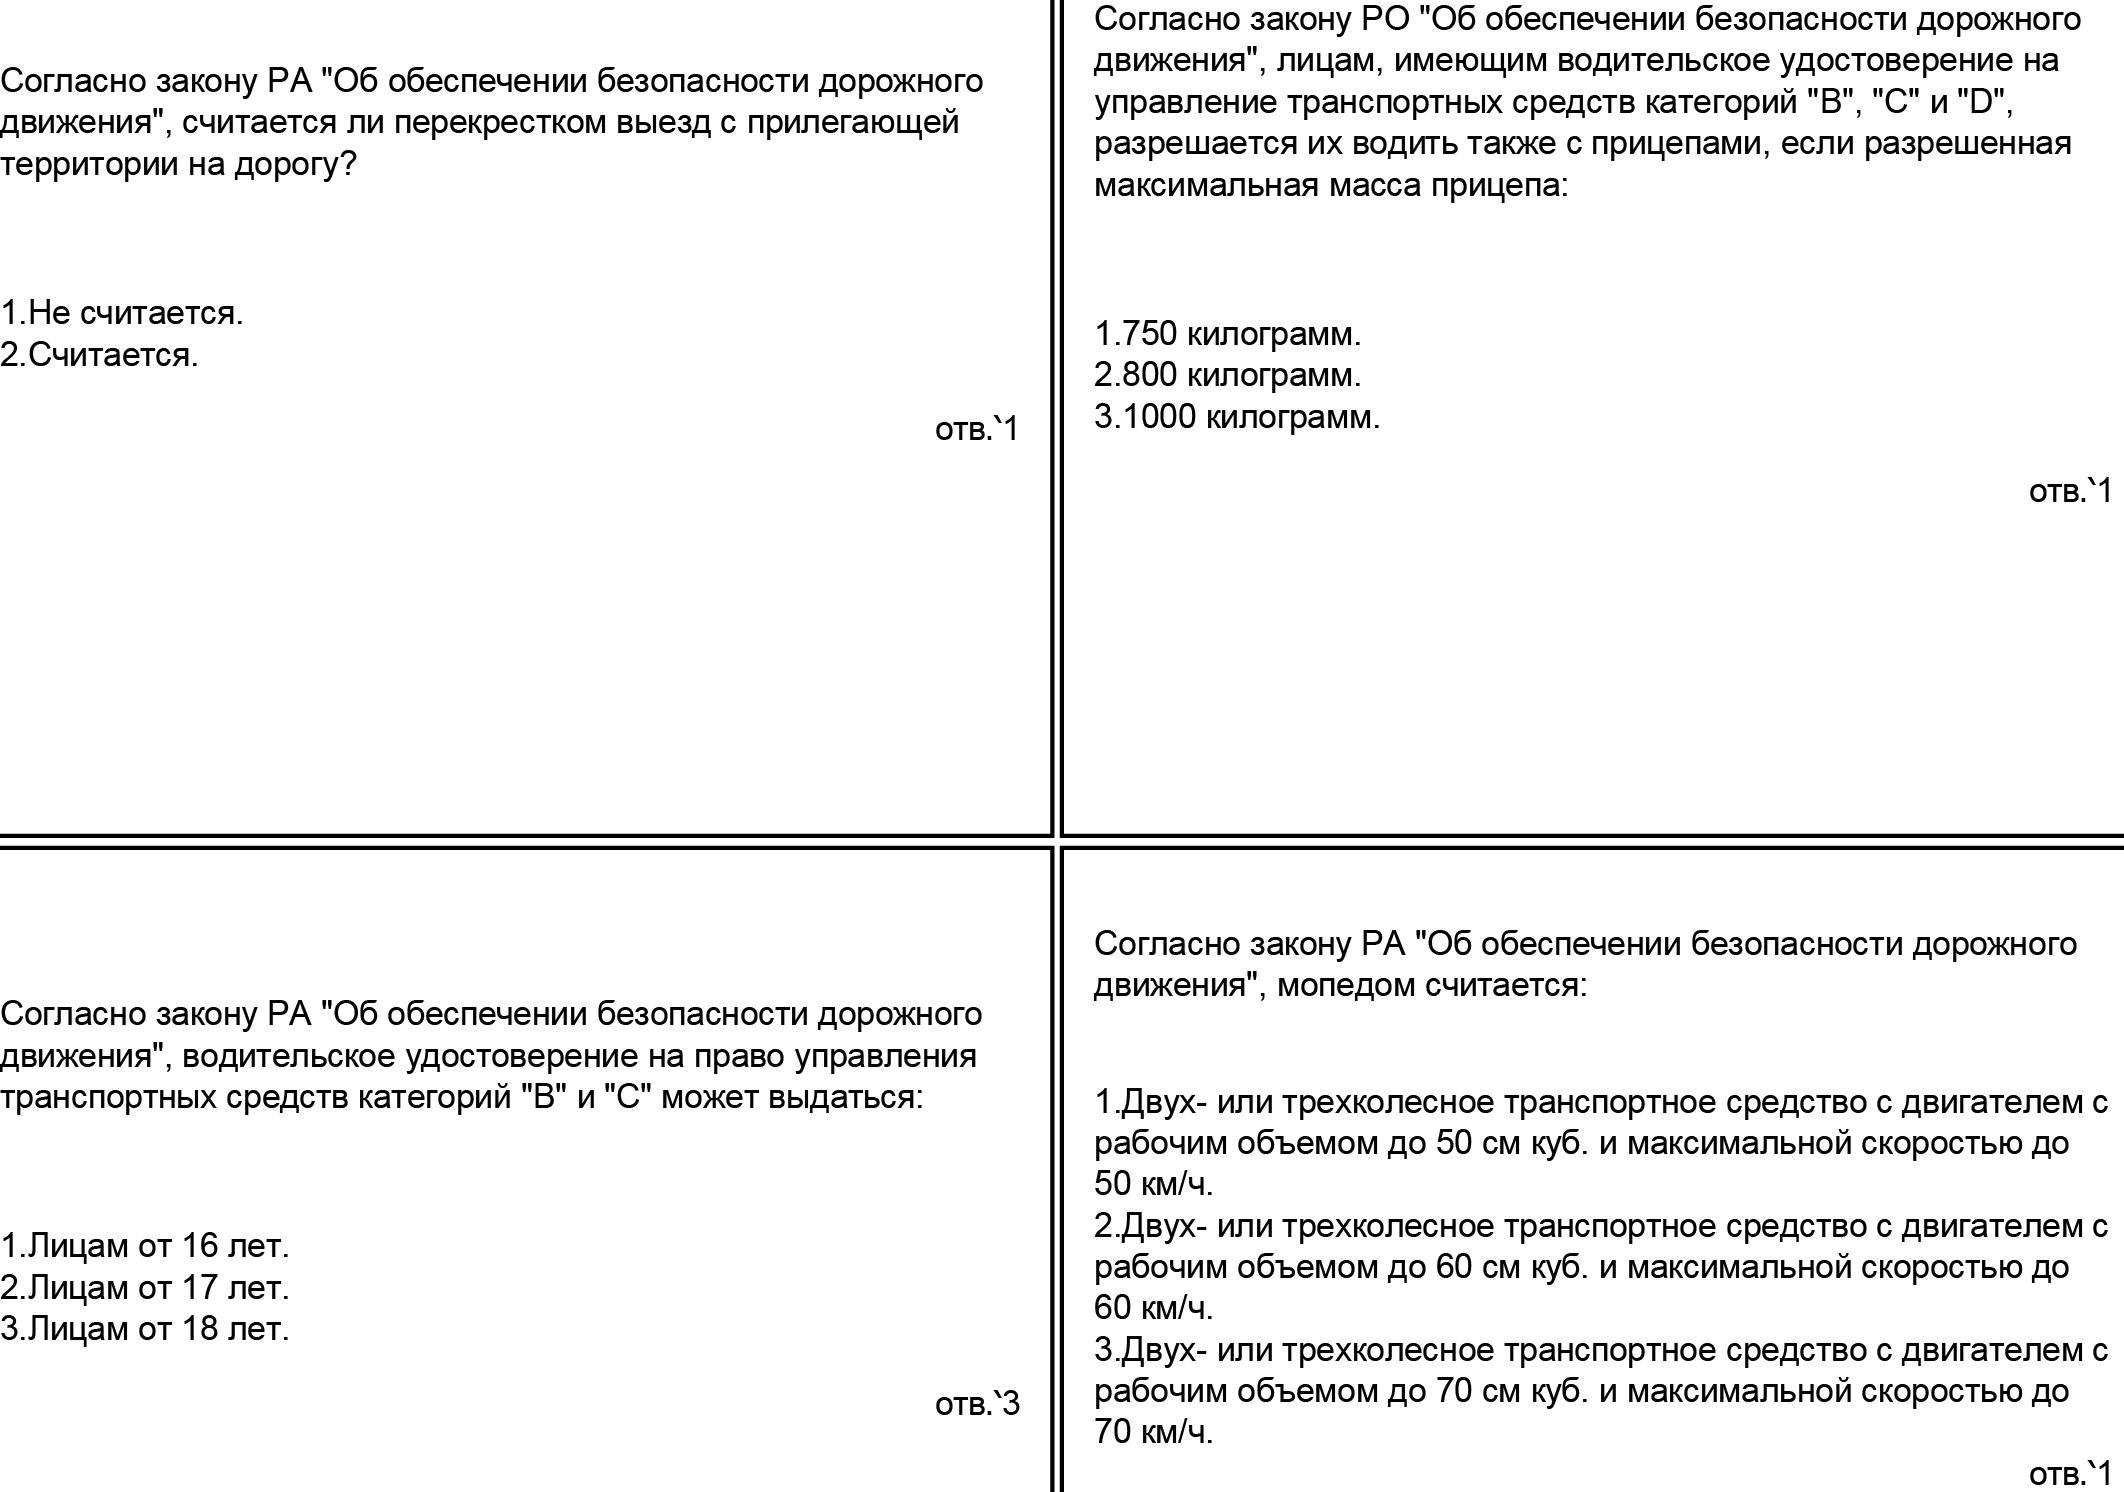 Согласно закону РА "Об обеспечении безопасности дорожного
движения", считается ли перекрестком выезд с прилегающей
территории на дорогу?
1.Не считается.
2.Считается.
отв.՝1
Согласно закону РО "Об обеспечении безопасности дорожного
движения", лицам, имеющим водительское удостоверение на
управление транспортных средств категорий "B", "C" и "D",
разрешается их водить также с прицепами, если разрешенная
максимальная масса прицепа:
1.750 килограмм.
2.800 килограмм.
3.1000 килограмм.
отв.՝1
Согласно закону РА "Об обеспечении безопасности дорожного
движения", водительское удостоверение на право управления
транспортных средств категорий "B" и "C" может выдаться:
1.Лицам от 16 лет.
2.Лицам от 17 лет.
3.Лицам от 18 лет.
отв.՝3
Согласно закону РА "Об обеспечении безопасности дорожного
движения", мопедом считается:
1.Двух- или трехколесное транспортное средство с двигателем с
рабочим объемом до 50 см куб. и максимальной скоростью до
50 км/ч.
2.Двух- или трехколесное транспортное средство с двигателем с
рабочим объемом до 60 см куб. и максимальной скоростью до
60 км/ч.
3.Двух- или трехколесное транспортное средство с двигателем с
рабочим объемом до 70 см куб. и максимальной скоростью до
70 км/ч.
отв.՝1